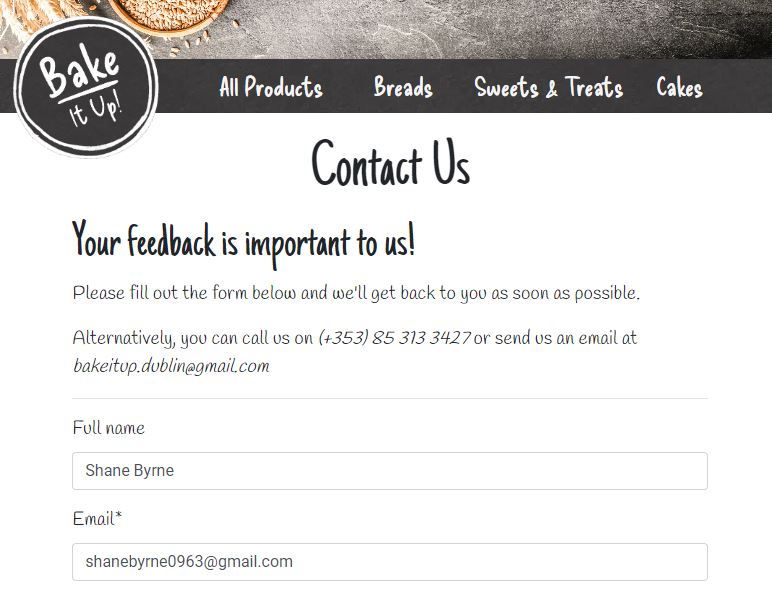 Bake
It Up!
All Products Breads Sweets & Treats Cakes
Contact Us
Your feedback is important to us!
Please fill out the form below and we'll get back to you as soon as possible.
Alternatively, you can call us on (+353) 85 313 3427 or send us an email at
bakeitup.dublin@gmail.com
Full name
Shane Byrne
Email*
shanebyrne0963@gmail.com